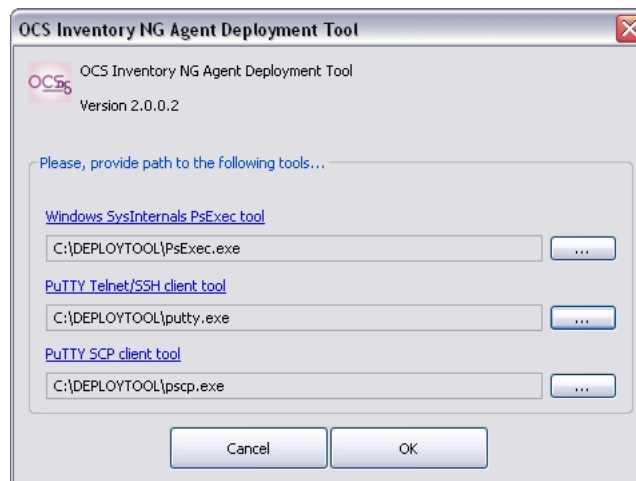 OCS Inventory NG Agent Deployment Tool
OCSng
OCS Inventory NG Agent Deployment Tool
Version 2.0.0.2
Please, provide path to the following tools...
Windows SysInternals PsExec tool
C:\DEPLOYTOOL\PsExec.exe
...
PuTTY Telnet/SSH client tool
C:\DEPLOYTOOL\putty.exe
...
PuTTY SCP client tool
C:\DEPLOYTOOL\pscp.exe
...
Cancel
OK